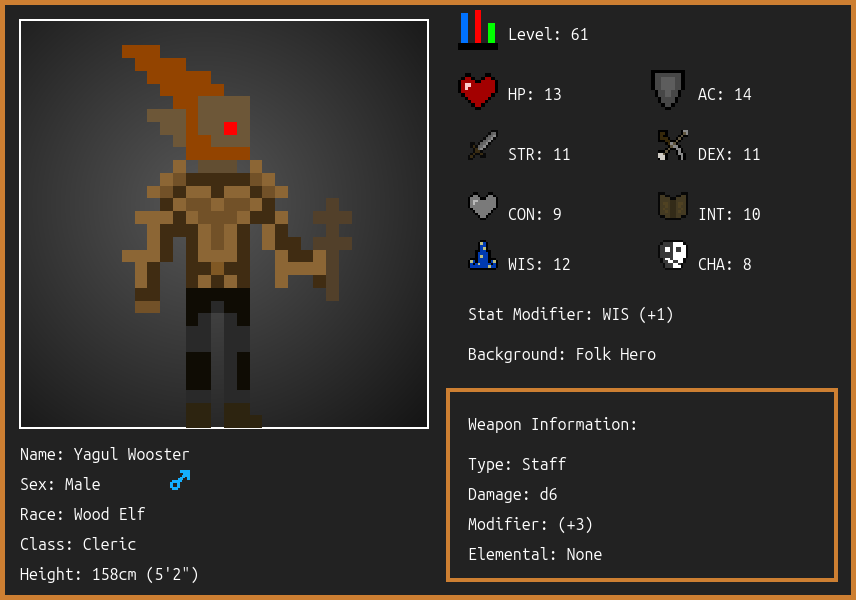 Level: 61
HP: 13
AC: 14
STR: 11
DEX: 11
CON: 9
INT: 10
WIS: 12
CHA: 8
Stat Modifier: WIS (+1)
Background: Folk Hero
Weapon Information:
Type: Staff
Damage: d6
Modifier: (+3)
Elemental: None
Name: Yagul Wooster
Sex: Male
Race: Wood Elf
Class: Cleric
Height: 158cm (5'2")